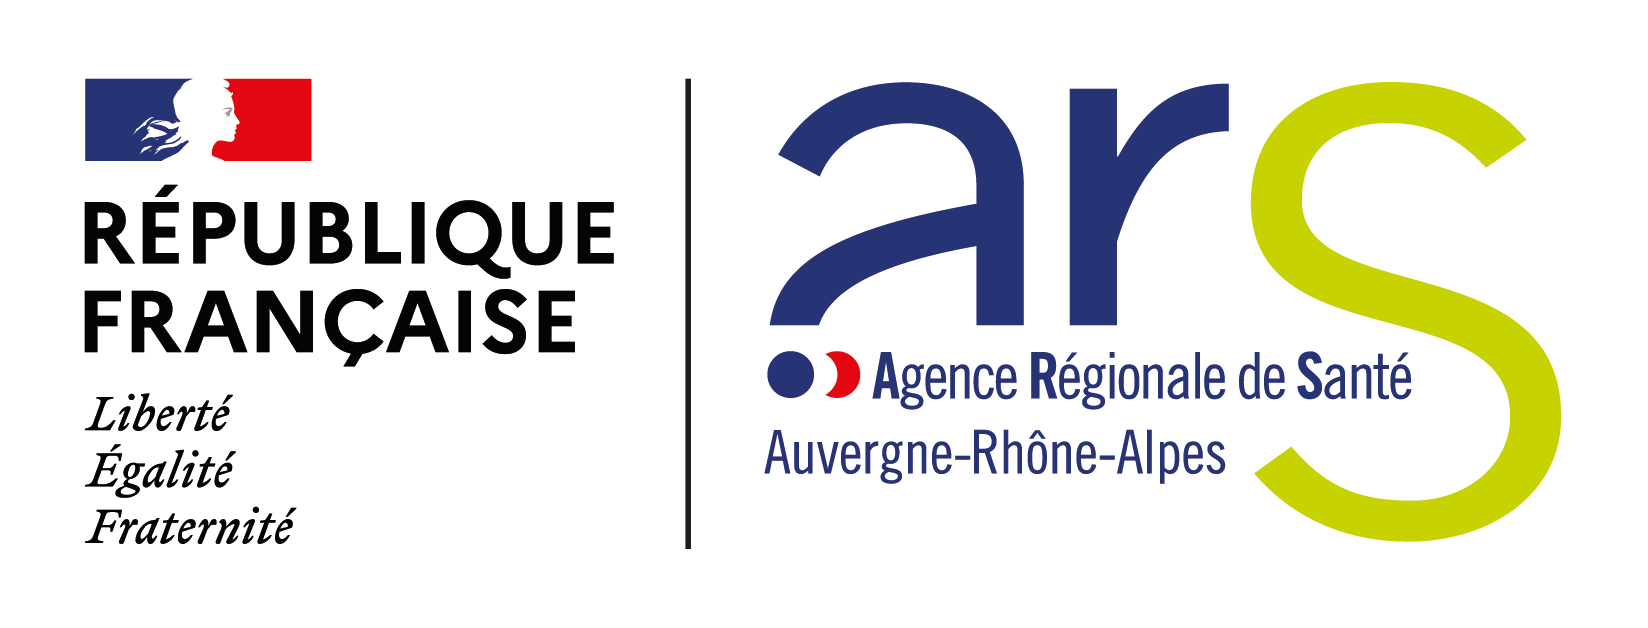 RÉPUBLIQUE
FRANÇAISE
Liberté
Égalité
Fraternité
ars
Agence Régionale de Santé
Auvergne-Rhône-Alpes